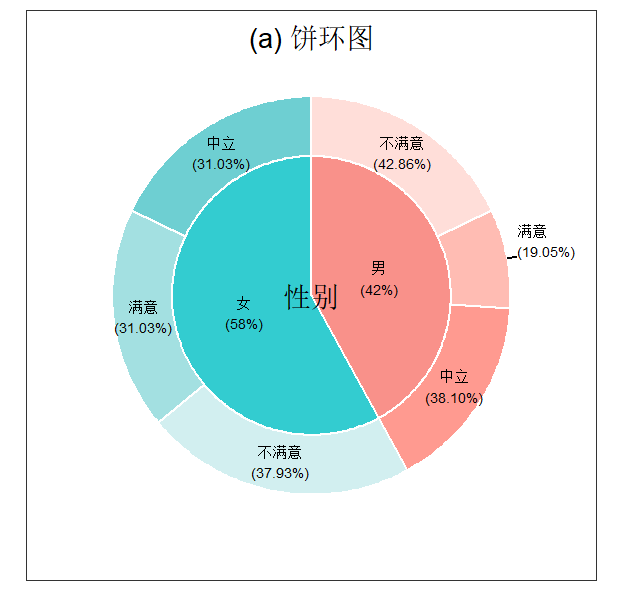 (a) 饼环图
中立
(31.03%)
不满意
(42.86%)
满意
(19.05%)
男
(42%)
性别
女
(58%)
满意
(31.03%)
中立
(38.10%)
不满意
(37.93%)